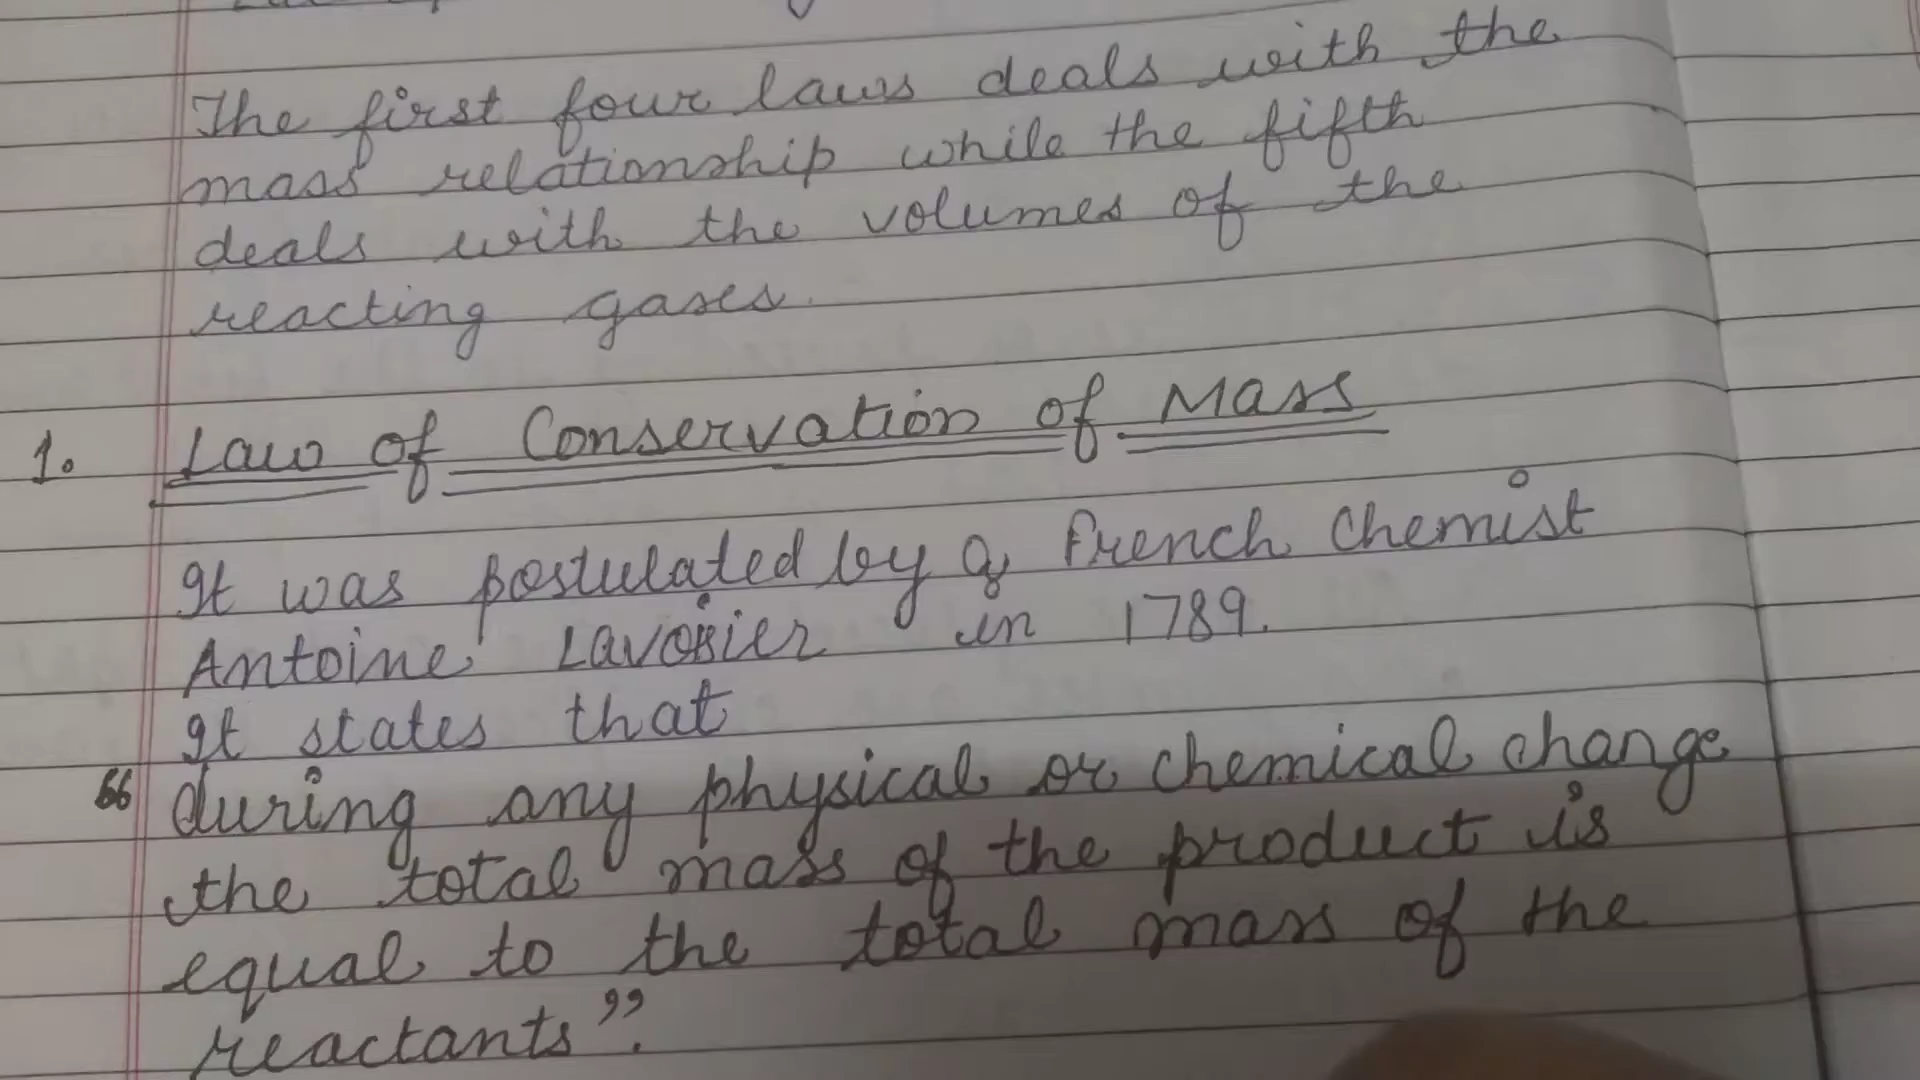 The first four laws deals with the
mass relationship while the fifth
deals with the volumes of the
reacting gases.
1. Law of Conservation of Mass
It was postulated by a French Chemist
Antoine Lavosier in 1789.
It states that
“during any physical or chemical change
the total mass of the product is
equal to the total mass of the
reactants”.